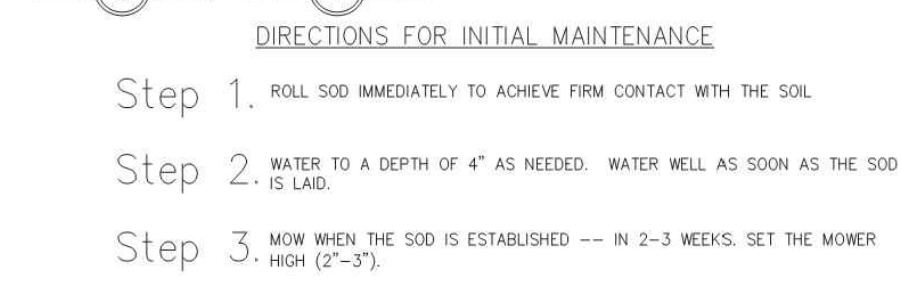 DIRECTIONS FOR INITIAL MAINTENANCE
Step 1. ROLL SOD IMMEDIATELY TO ACHIEVE FIRM CONTACT WITH THE SOIL
Step 2. WATER TO A DEPTH OF 4" AS NEEDED. WATER WELL AS SOON AS THE SOD
IS LAID.
Step 3. MOW WHEN THE SOD IS ESTABLISHED -- IN 2-3 WEEKS. SET THE MOWER
HIGH (2"-3").